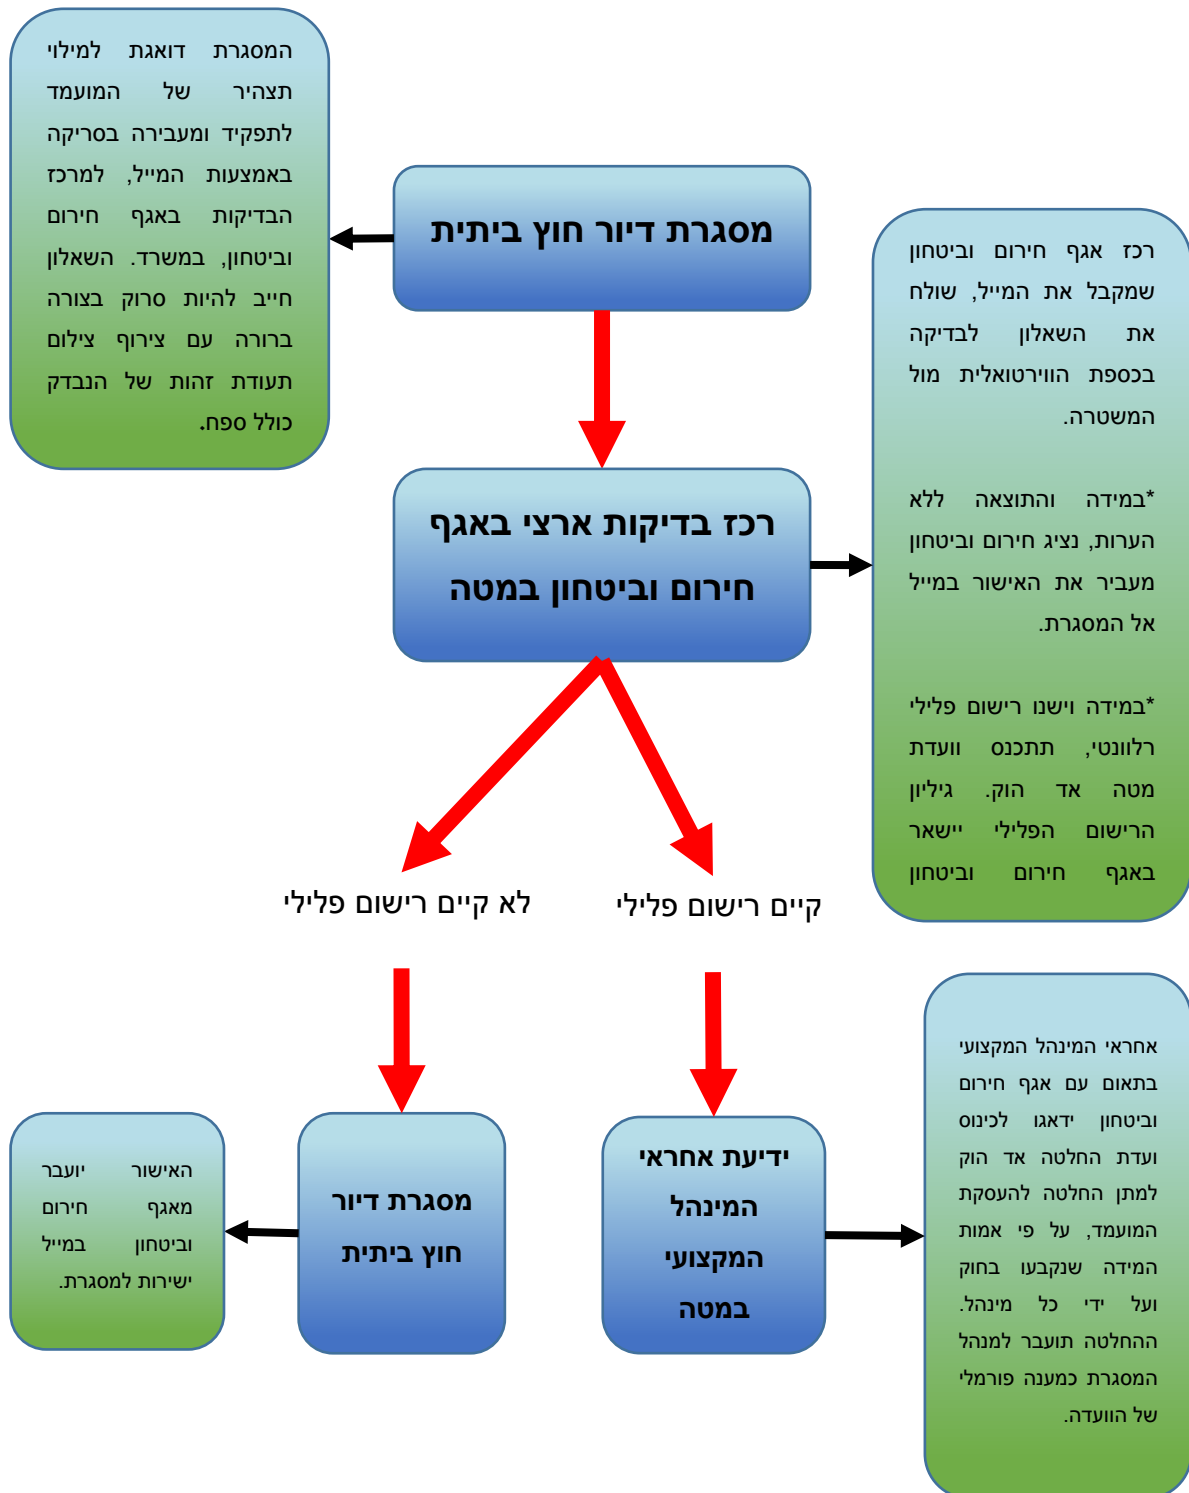 המסגרת דואגת למילוי
תצהיר של המועמד
לתפקיד ומעבירה בסריקה
באמצעות המייל, למרכז
הבדיקות באגף חירום
וביטחון, במשרד. השאלון
חייב להיות סרוק בצורה
ברורה עם צירוף צילום
תעודת זהות של הנבדק
כולל ספח.
מסגרת דיור חוץ ביתית
רכז אגף חירום וביטחון
שמקבל את המייל, שולח
את השאלון לבדיקה
בכספת הווירטואלית מול
המשטרה.
*במידה והתוצאה ללא
הערות, נציג חירום וביטחון
מעביר את האישור במייל
אל המסגרת.
*במידה וישנו רישום פלילי
רלוונטי, תתכנס וועדת
מטה אד הוק. גיליון
הרישום הפלילי יישאר
באגף חירום וביטחון
רכז בדיקות ארצי באגף
חירום וביטחון במטה
קיים רישום פלילי
לא קיים רישום פלילי
אחראי המינהל המקצועי
בתאום עם אגף חירום
וביטחון ידאגו לכינוס
ועדת החלטה אד הוק
למתן החלטה להעסקת
המועמד, על פי אמות
המידה שנקבעו בחוק
ועל ידי כל מינהל.
ההחלטה תועבר למנהל
המסגרת כמענה פורמלי
של הוועדה.
ידיעת אחראי
המינהל
המקצועי
במטה
מסגרת דיור
חוץ ביתית
האישור יועבר
מאגף חירום
וביטחון במייל
ישירות למסגרת.